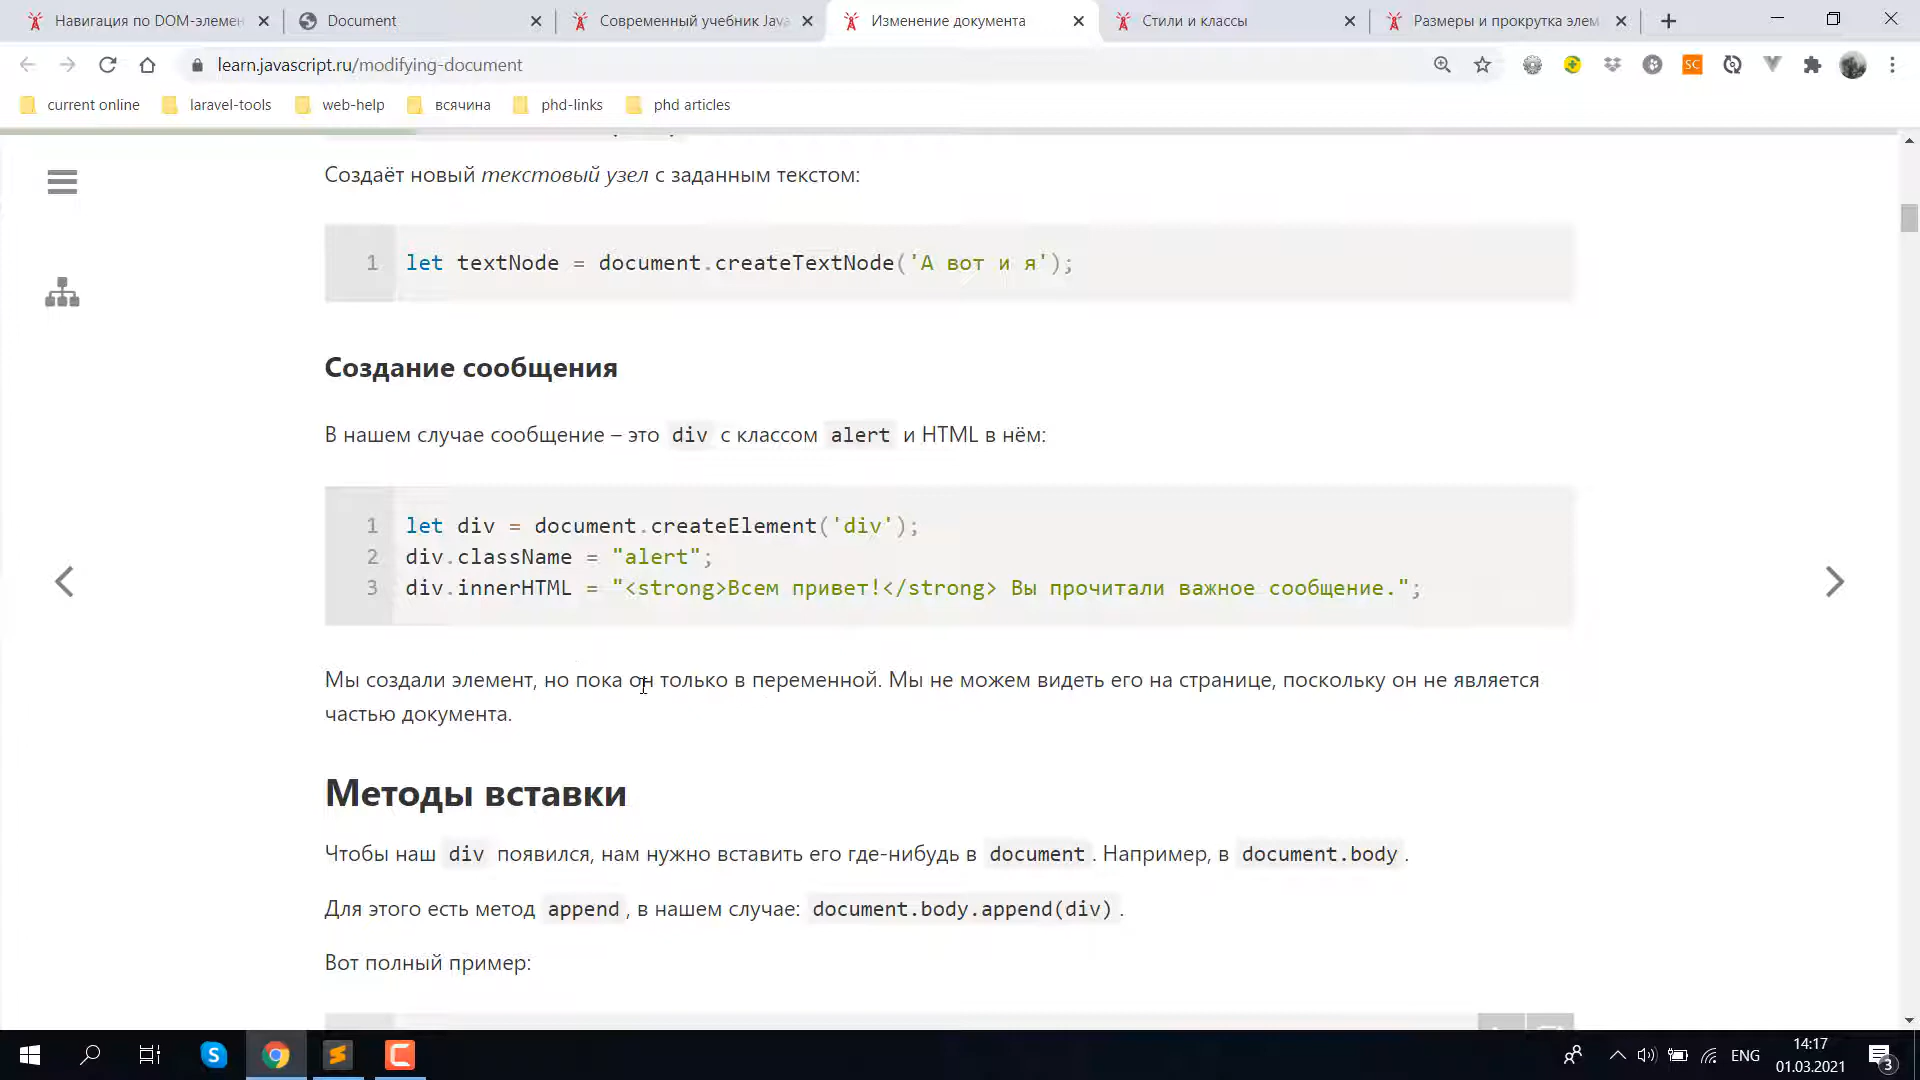 Навигация по DOM-элемен
Document
Современный учебник Java
Изменение документа
Стили и классы
Размеры и прокрутка элем
learn.javascript.ru/modifying-document
SC
current online
laravel-tools
web-help
всячина
phd-links
phd articles
Создаёт новый текстовый узел с заданным текстом:
1 let textNode = document.createTextNode('А вот и я');
Создание сообщения
В нашем случае сообщение – это div с классом alert и HTML в нём:
1 let div = document.createElement('div');
2 div.className = "alert";
3 div.innerHTML = "<strong>Всем привет!</strong> Вы прочитали важное сообщение.";
Мы создали элемент, но пока он только в переменной. Мы не можем видеть его на странице, поскольку он не является
частью документа.
Методы вставки
Чтобы наш div появился, нам нужно вставить его где-нибудь в document. Например, в document.body.
Для этого есть метод append, в нашем случае: document.body.append(div).
Вот полный пример:
ENG
14:17
01.03.2021
3